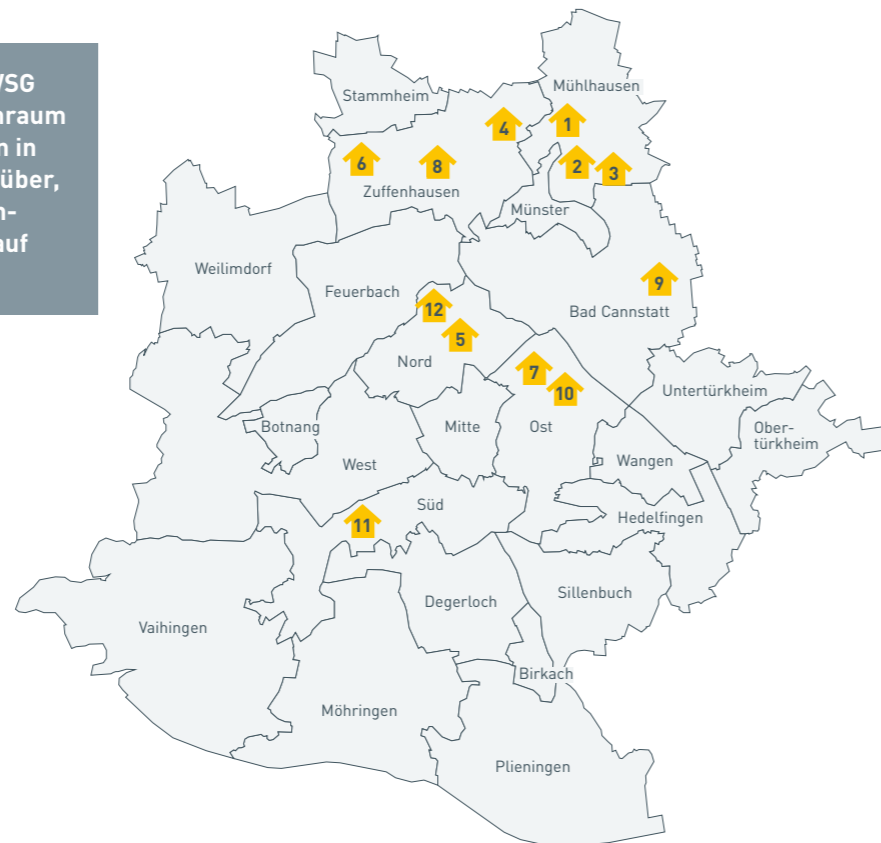 VSG
nraum
n in
über,
n-
auf
Mühlhausen
Stammheim
1
4
6
8
2
3
Zuffenhausen
Münster
Weilimdorf
Feuerbach
9
12
Bad Cannstatt
5
Nord
7
10
Untertürkheim
Botnang
Mitte
Ost
Ober-
türkheim
West
Wangen
Süd
11
Hedelfingen
Degerloch
Sillenbuch
Vaihingen
Birkach
Möhringen
Plieningen